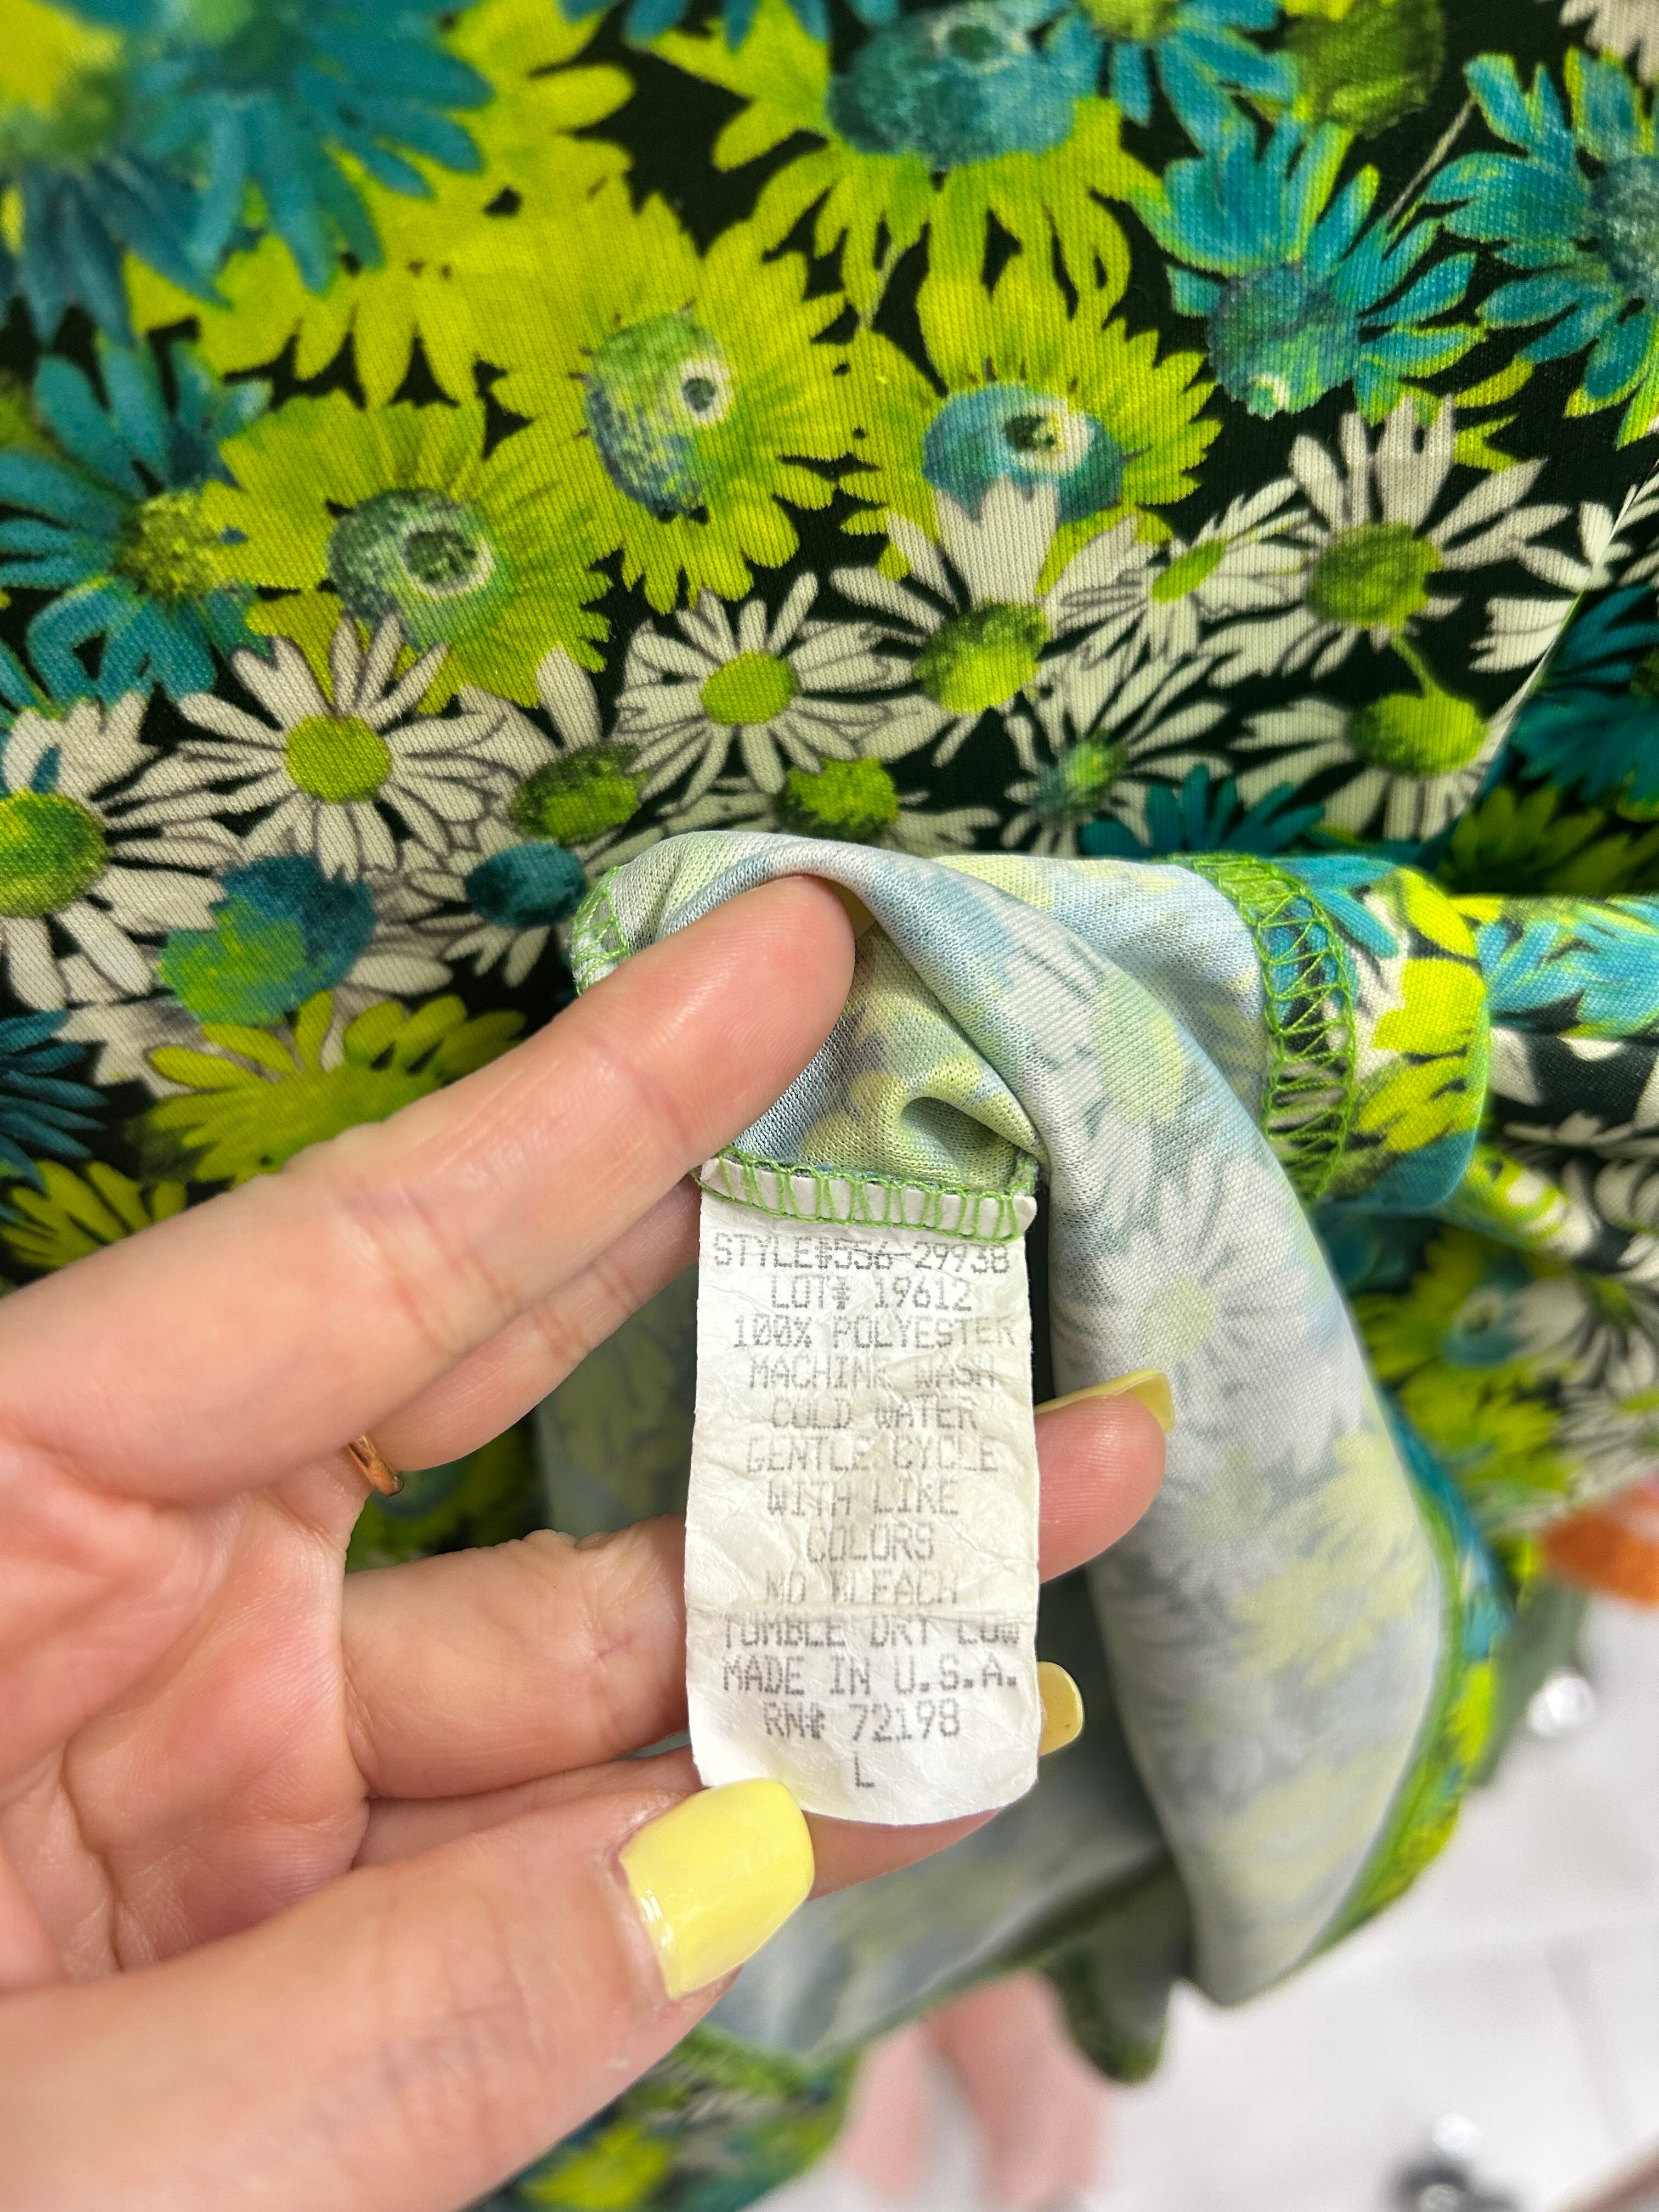 STYLE#556-29938
LOT# 19612
100% POLYESTER
MACHINE WASH
COLD WATER
GENTLE CYCLE
WITH LIKE
COLORS
NO BLEACH
TUMBLE DRY LOW
MADE IN U.S.A.
RN# 72198
L